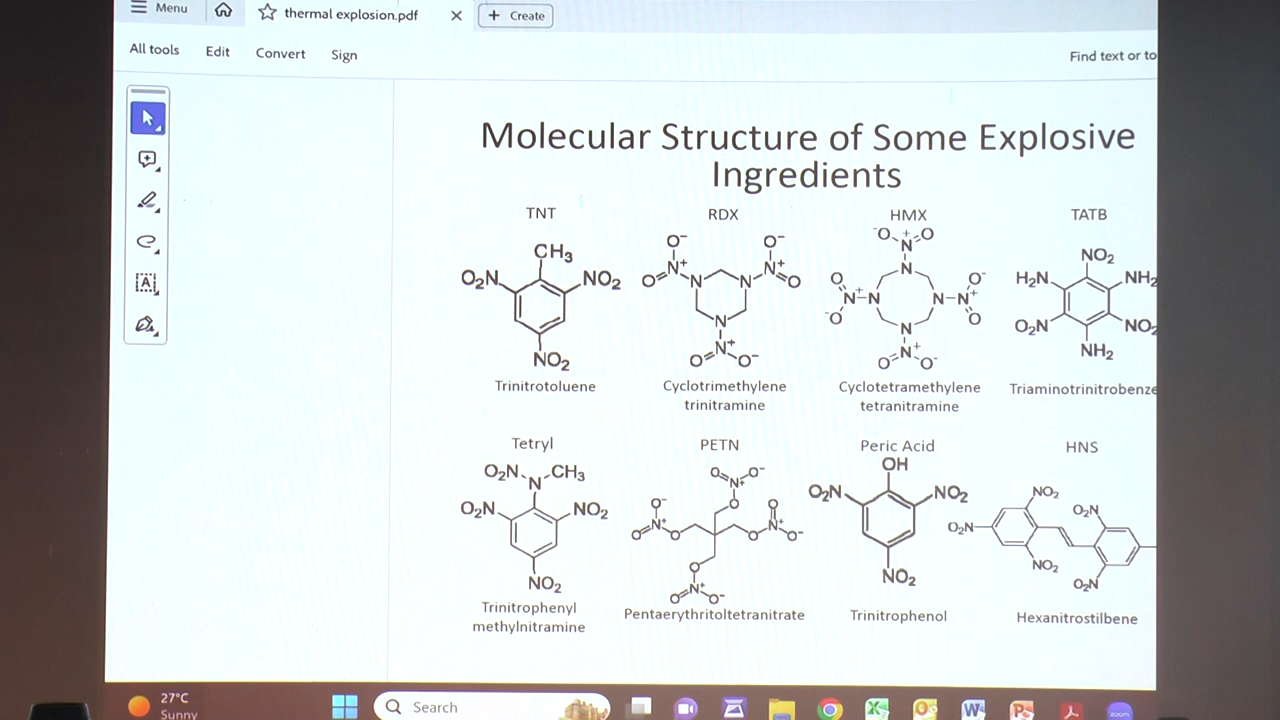 Menu
thermal explosion.pdf
+ Create
All tools Edit Convert Sign
Find text or to
Molecular Structure of Some Explosive
Ingredients
TNT
CH₃
O₂N
NO₂
NO₂
Trinitrotoluene
RDX
O⁻ O⁻
N⁺ N⁺
O N N O
N
N⁺
O O⁻
Cyclotrimethylene
trinitramine
HMX
⁻O N⁺ O
N
O O⁻
N⁺ N N N⁺
⁻O O
N
N⁺
O O⁻
Cyclotetramethylene
tetranitramine
TATB
NO₂
H₂N NH₂
O₂N NO₂
NH₂
Triaminotrinitrobenze
Tetryl
O₂N N CH₃
O₂N NO₂
NO₂
Trinitrophenyl
methylnitramine
PETN
O N⁺ O⁻
O
O⁻ O
O N⁺ O O N⁺ O⁻
O
N⁺
O O⁻
Pentaerythritoltetranitrate
Peric Acid
OH
O₂N NO₂
NO₂
Trinitrophenol
HNS
NO₂
O₂N
O₂N
NO₂
O₂N
Hexanitrostilbene
27°C
Sunny
Search
zoom